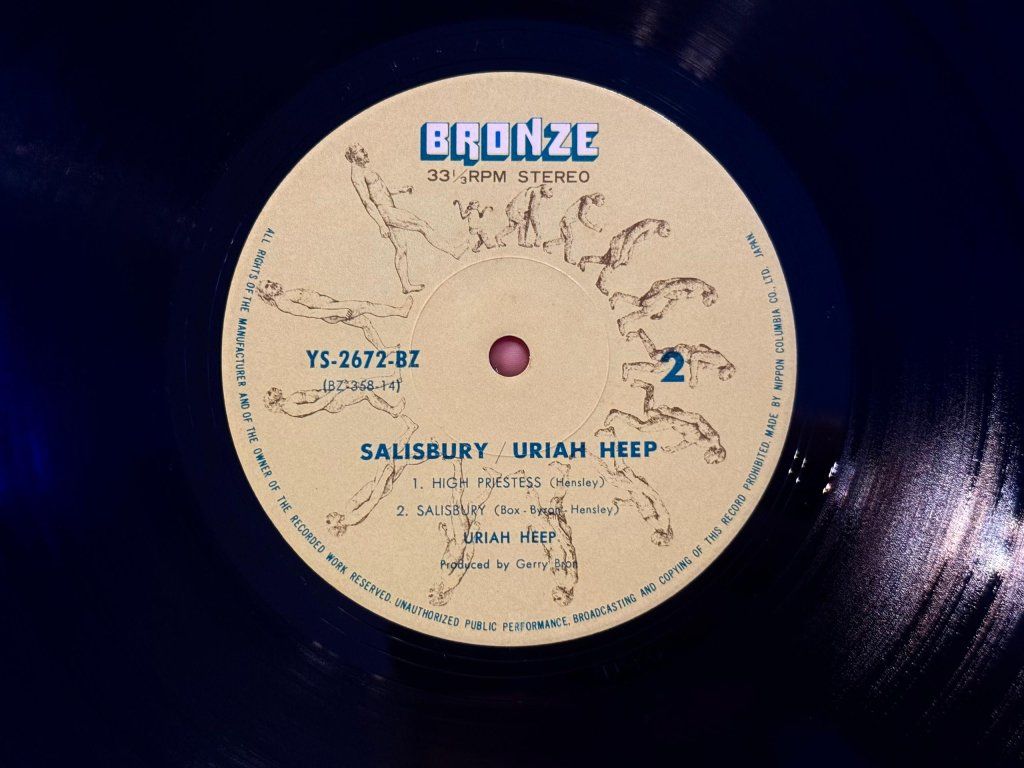 BRONZE
33⅓RPM STEREO
YS-2672-BZ
(BZ-358-14)
2
SALISBURY URIAH HEEP
1. HIGH PRIESTESS (Hensley)
2. SALISBURY (Box - Byron - Hensley)
URIAH HEEP
Produced by Gerry Bron
ALL RIGHTS OF THE MANUFACTURER AND OF THE OWNER OF THE RECORDED WORK RESERVED. UNAUTHORIZED PUBLIC PERFORMANCE, BROADCASTING AND COPYING OF THIS RECORD PROHIBITED. MADE BY NIPPON COLUMBIA CO., LTD. JAPAN.